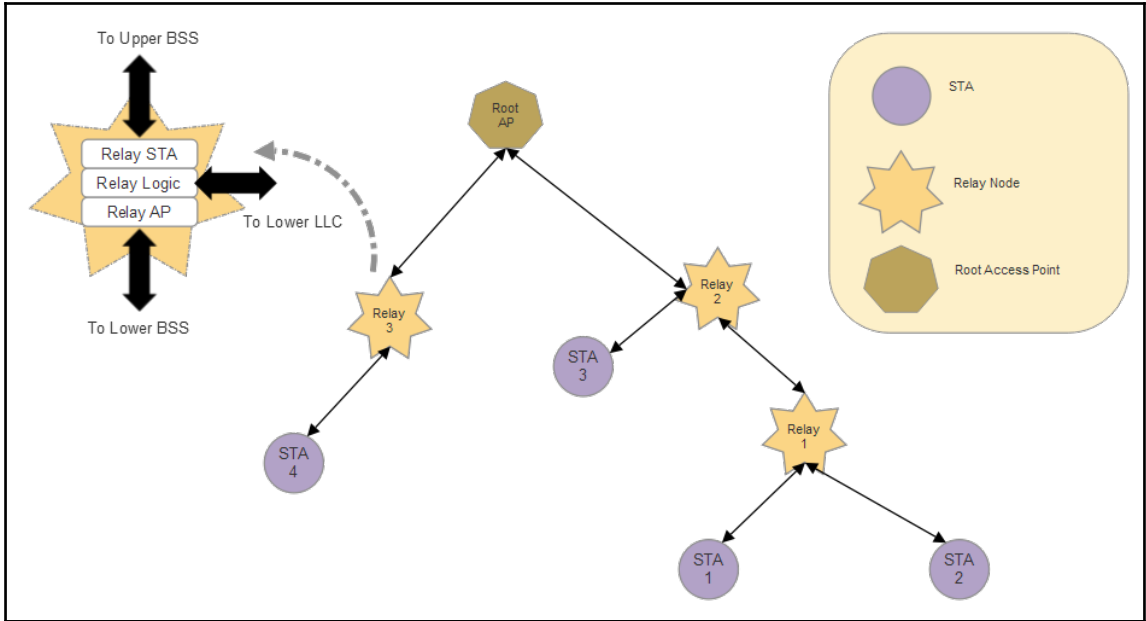 To Upper BSS
Relay STA
Relay Logic
Relay AP
To Lower LLC
To Lower BSS
Root
AP
Relay
3
Relay
2
STA
3
STA
4
Relay
1
STA
1
STA
2
STA
Relay Node
Root Access Point